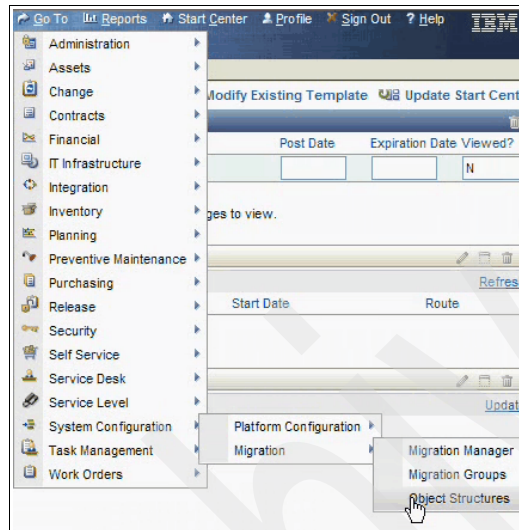 Go To Reports Start Center Profile Sign Out ? Help IBM
Administration
Assets
Change
Modify Existing Template Update Start Cent
Contracts
Financial
Post Date Expiration Date Viewed?
IT Infrastructure
N
Integration
Inventory
ges to view.
Planning
Preventive Maintenance
Purchasing
Refres
Release
Start Date Route
Security
Self Service
Service Desk
Service Level
Updat
System Configuration
Platform Configuration
Task Management
Migration
Migration Manager
Work Orders
Migration Groups
Object Structures